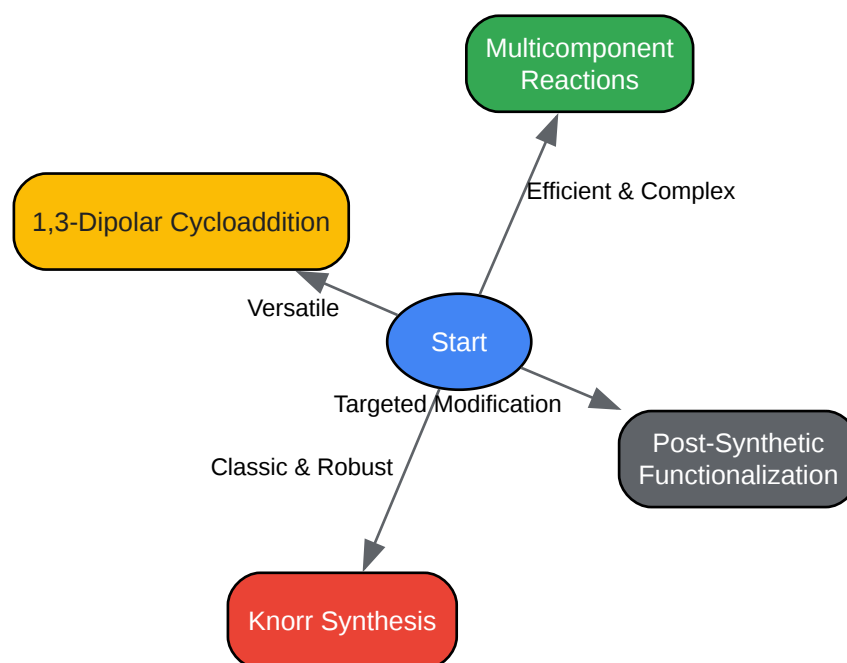 Multicomponent
Reactions
Efficient & Complex
1,3-Dipolar Cycloaddition
Versatile
Start
Targeted Modification
Post-Synthetic
Functionalization
Classic & Robust
Knorr Synthesis